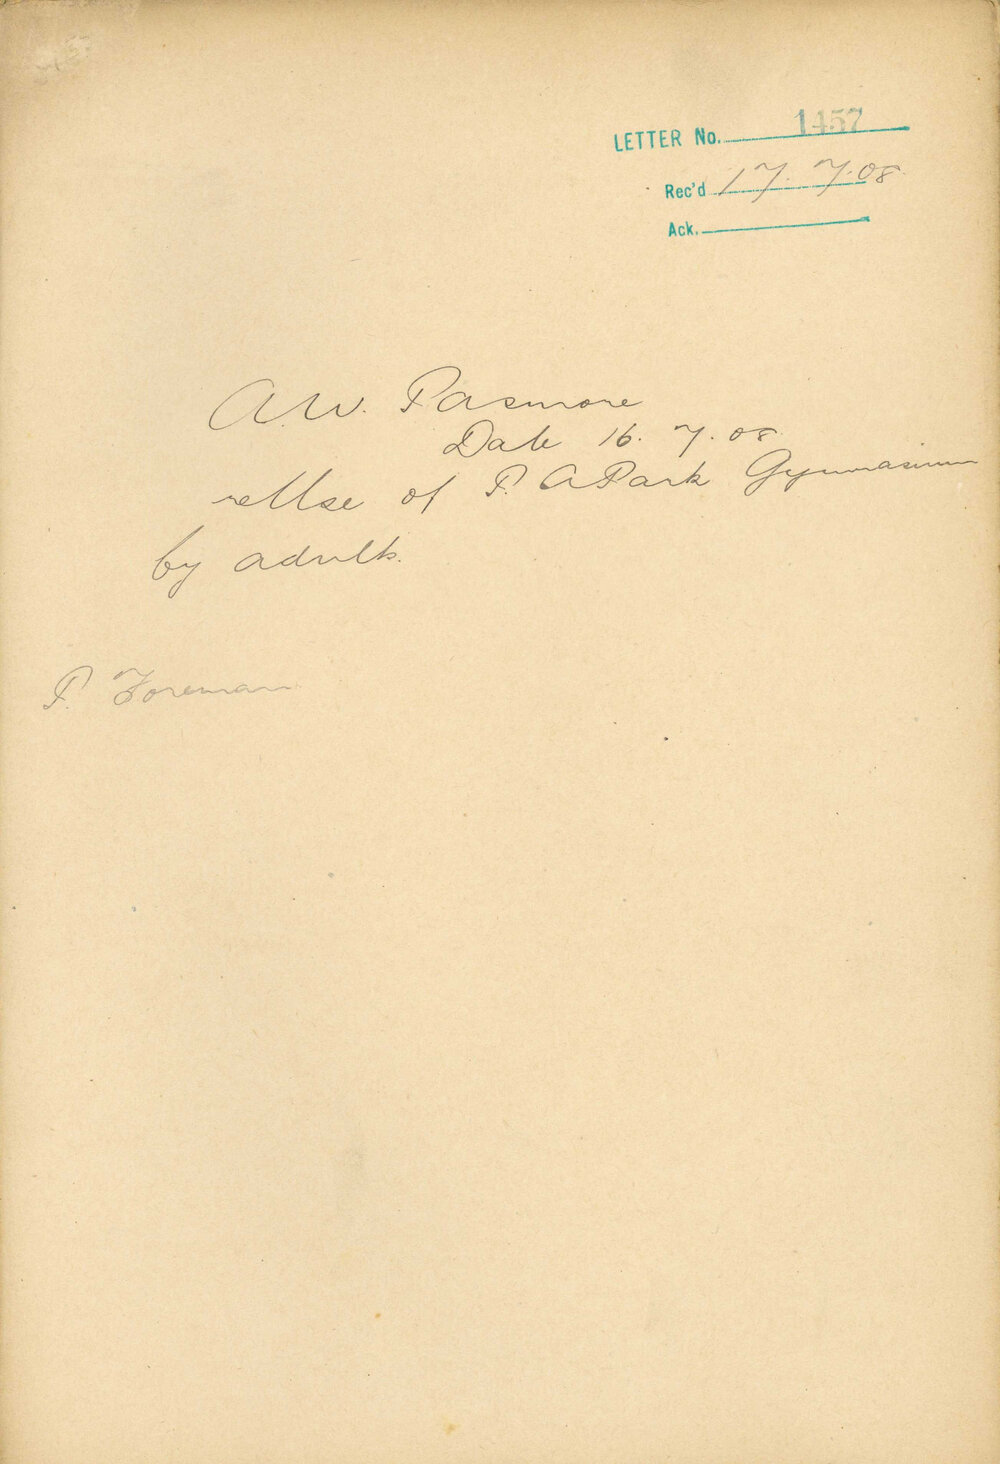 LETTER No. 1457
Rec'd 17. 7.08.
Ack.
A.W. Pasmore
Date 16. 7. 08.
re Use of P. A Park Gymnasium
by adults.
P. Foreman